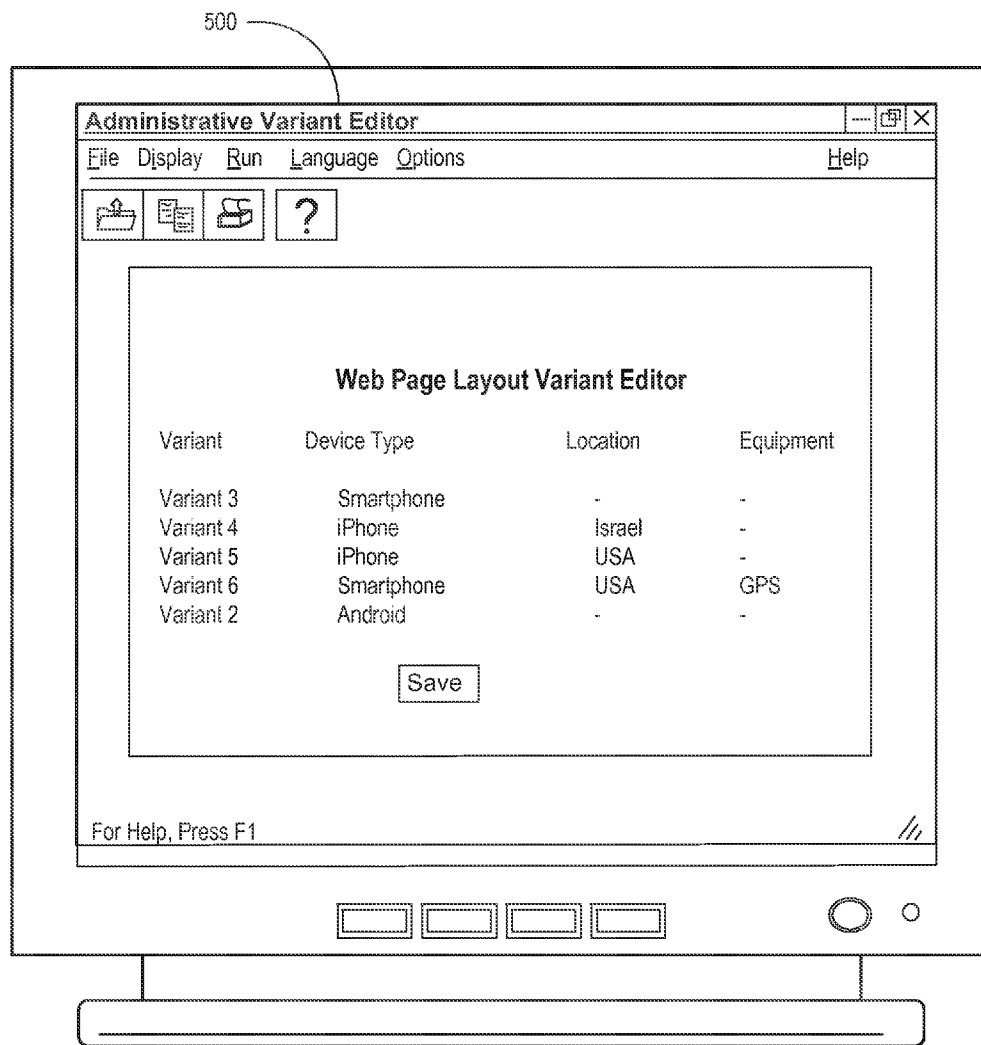 500
Administrative Variant Editor
File Display Run Language Options Help
?
Web Page Layout Variant Editor
Variant Device Type Location Equipment
Variant 3 Smartphone - -
Variant 4 iPhone Israel -
Variant 5 iPhone USA -
Variant 6 Smartphone USA GPS
Variant 2 Android - -
Save
For Help, Press F1